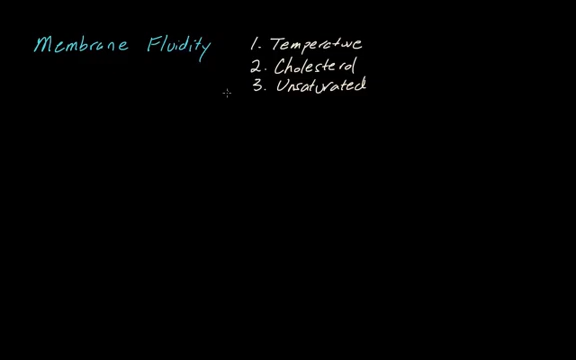 Membrane Fluidity
1. Temperature
2. Cholesterol
3. Unsaturated